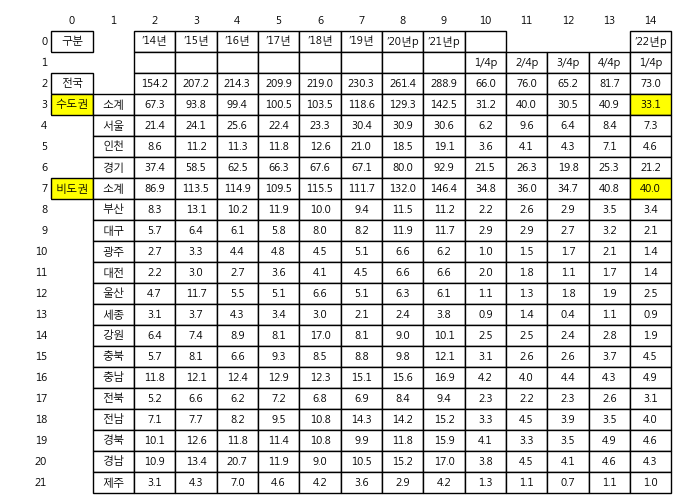 0 1 2 3 4 5 6 7 8 9 10 11 12 13 14
0 구분 '14년 '15년 '16년 '17년 '18년 '19년 '20년p '21년p '22년p
1 1/4p 2/4p 3/4p 4/4p 1/4p
2 전국 154.2 207.2 214.3 209.9 219.0 230.3 261.4 288.9 66.0 76.0 65.2 81.7 73.0
3 수도권 소계 67.3 93.8 99.4 100.5 103.5 118.6 129.3 142.5 31.2 40.0 30.5 40.9 33.1
4 서울 21.4 24.1 25.6 22.4 23.3 30.4 30.9 30.6 6.2 9.6 6.4 8.4 7.3
5 인천 8.6 11.2 11.3 11.8 12.6 21.0 18.5 19.1 3.6 4.1 4.3 7.1 4.6
6 경기 37.4 58.5 62.5 66.3 67.6 67.1 80.0 92.9 21.5 26.3 19.8 25.3 21.2
7 비도권 소계 86.9 113.5 114.9 109.5 115.5 111.7 132.0 146.4 34.8 36.0 34.7 40.8 40.0
8 부산 8.3 13.1 10.2 11.9 10.0 9.4 11.5 11.2 2.2 2.6 2.9 3.5 3.4
9 대구 5.7 6.4 6.1 5.8 8.0 8.2 11.9 11.7 2.9 2.9 2.7 3.2 2.1
10 광주 2.7 3.3 4.4 4.8 4.5 5.1 6.6 6.2 1.0 1.5 1.7 2.1 1.4
11 대전 2.2 3.0 2.7 3.6 4.1 4.5 6.6 6.6 2.0 1.8 1.1 1.7 1.4
12 울산 4.7 11.7 5.5 5.1 6.6 5.1 6.3 6.1 1.1 1.3 1.8 1.9 2.5
13 세종 3.1 3.7 4.3 3.4 3.0 2.1 2.4 3.8 0.9 1.4 0.4 1.1 0.9
14 강원 6.4 7.4 8.9 8.1 17.0 8.1 9.0 10.1 2.5 2.5 2.4 2.8 1.9
15 충북 5.7 8.1 6.6 9.3 8.5 8.8 9.8 12.1 3.1 2.6 2.6 3.7 4.5
16 충남 11.8 12.1 12.4 12.9 12.3 15.1 15.6 16.9 4.2 4.0 4.4 4.3 4.9
17 전북 5.2 6.6 6.2 7.2 6.8 6.9 8.4 9.4 2.3 2.2 2.3 2.6 3.1
18 전남 7.1 7.7 8.2 9.5 10.8 14.3 14.2 15.2 3.3 4.5 3.9 3.5 4.0
19 경북 10.1 12.6 11.8 11.4 10.8 9.9 11.8 15.9 4.1 3.3 3.5 4.9 4.6
20 경남 10.9 13.4 20.7 11.9 9.0 10.5 15.2 17.0 3.8 4.5 4.1 4.6 4.3
21 제주 3.1 4.3 7.0 4.6 4.2 3.6 2.9 4.2 1.3 1.1 0.7 1.1 1.0